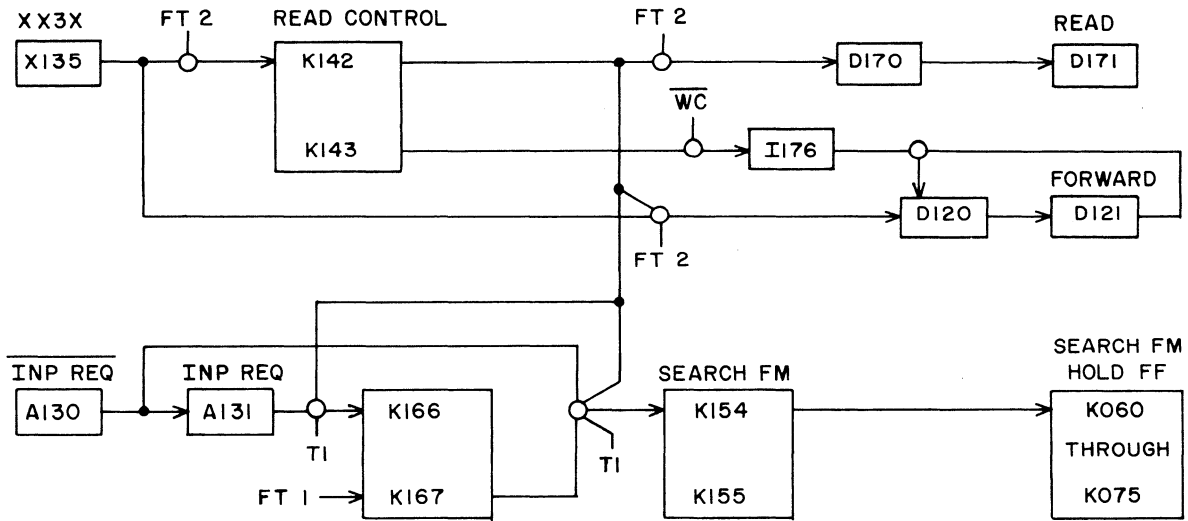 XX3X
FT 2
READ CONTROL
FT 2
READ
X135
K142
D170
D171
WC
K143
I176
FORWARD
D120
D121
FT 2
INP REQ
INP REQ
SEARCH FM
SEARCH FM
HOLD FF
A130
A131
K166
K154
K060
T1
T1
THROUGH
FT 1
K167
K155
K075